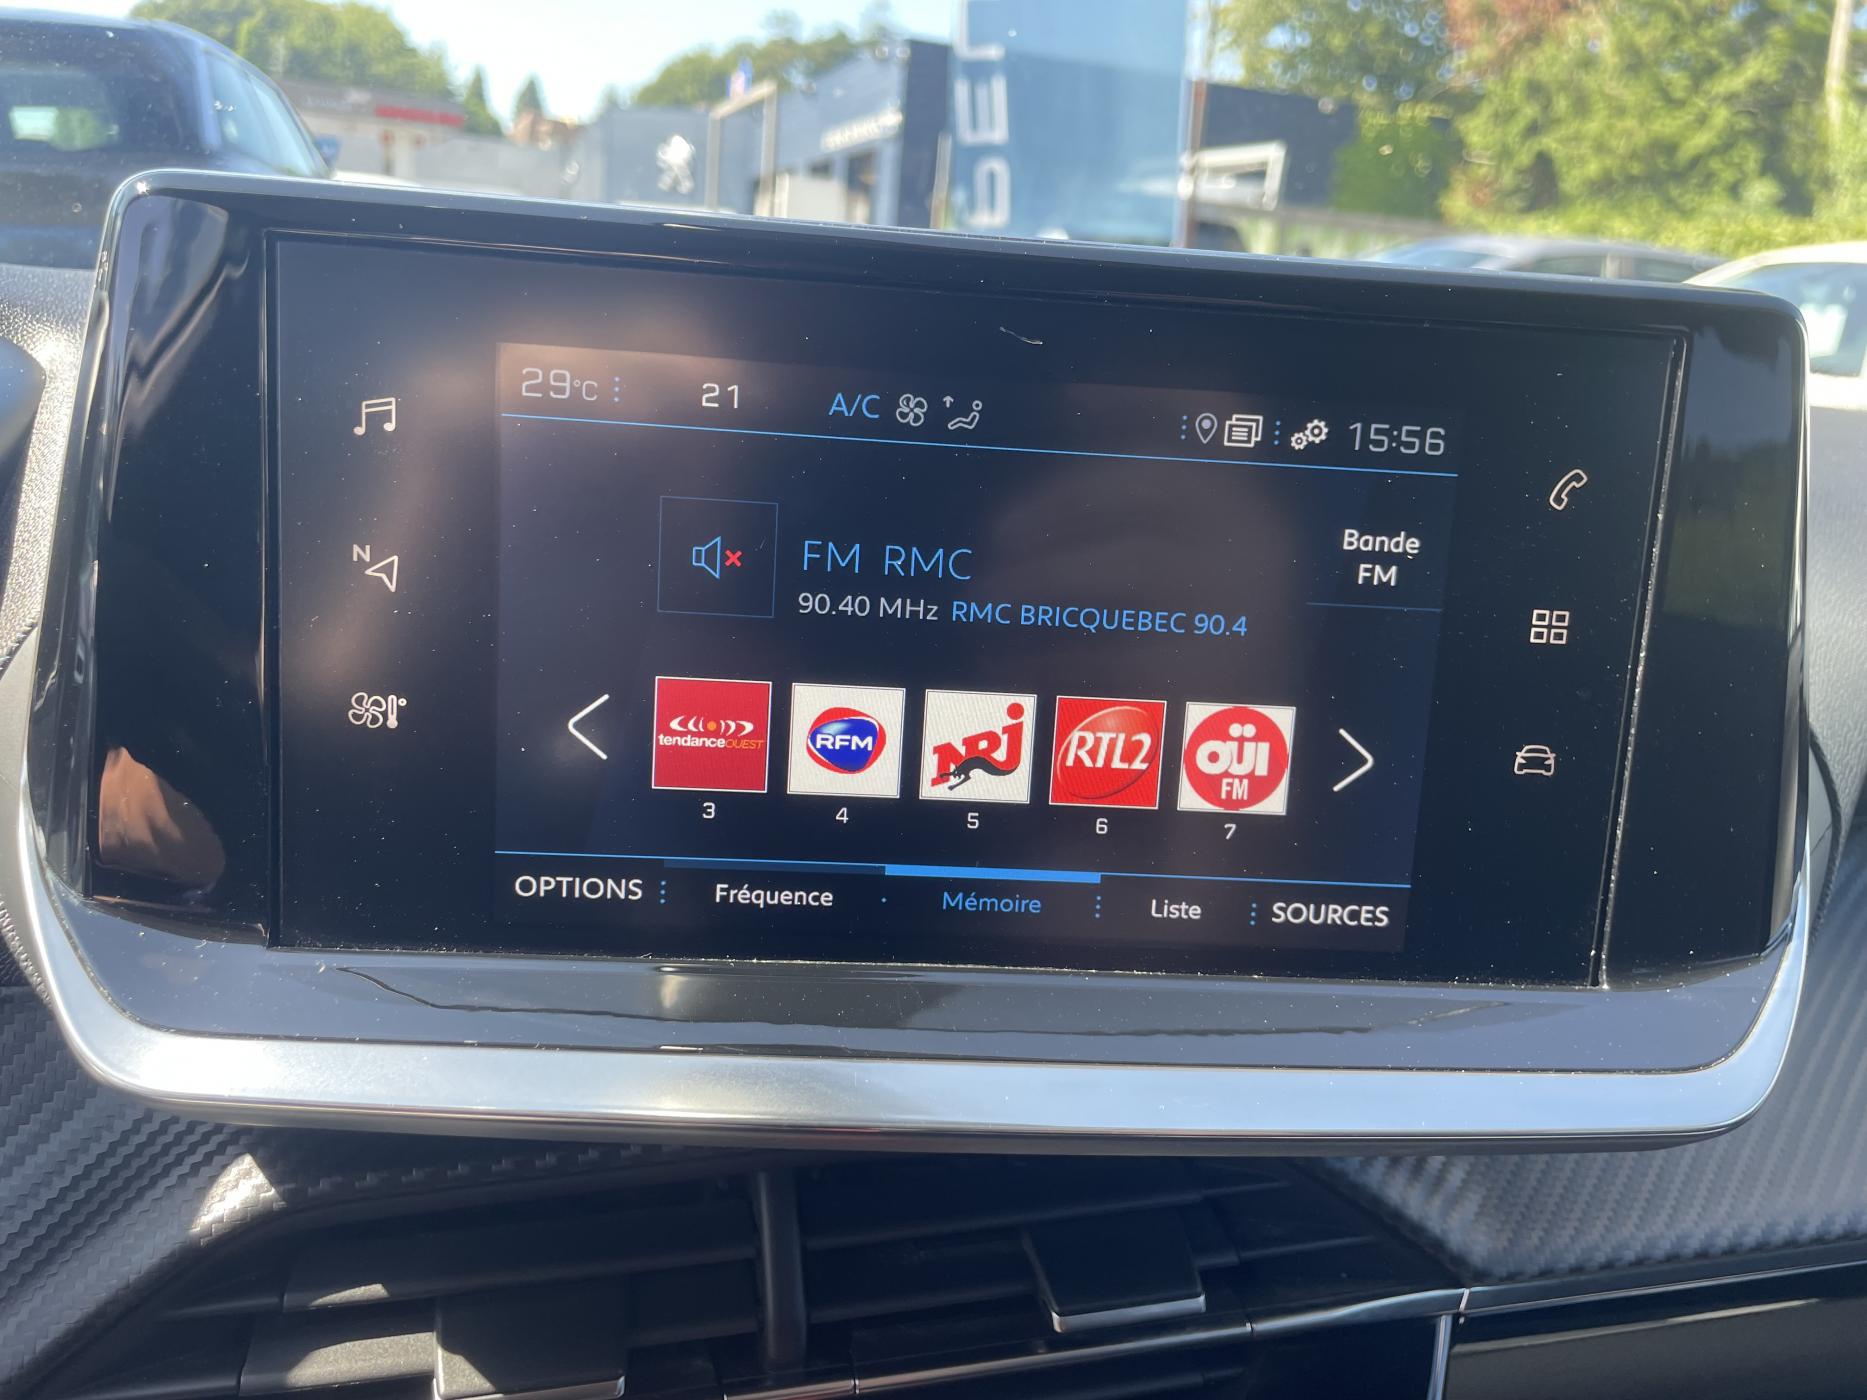 29°C
21
A/C
15:56
N
FM RMC
90.40 MHz RMC BRICQUEBEC 90.4
Bande
FM
tendanceOUEST
RFM
NRJ
RTL2
OÜI
FM
3
4
5
6
7
OPTIONS
Fréquence
Mémoire
Liste
SOURCES